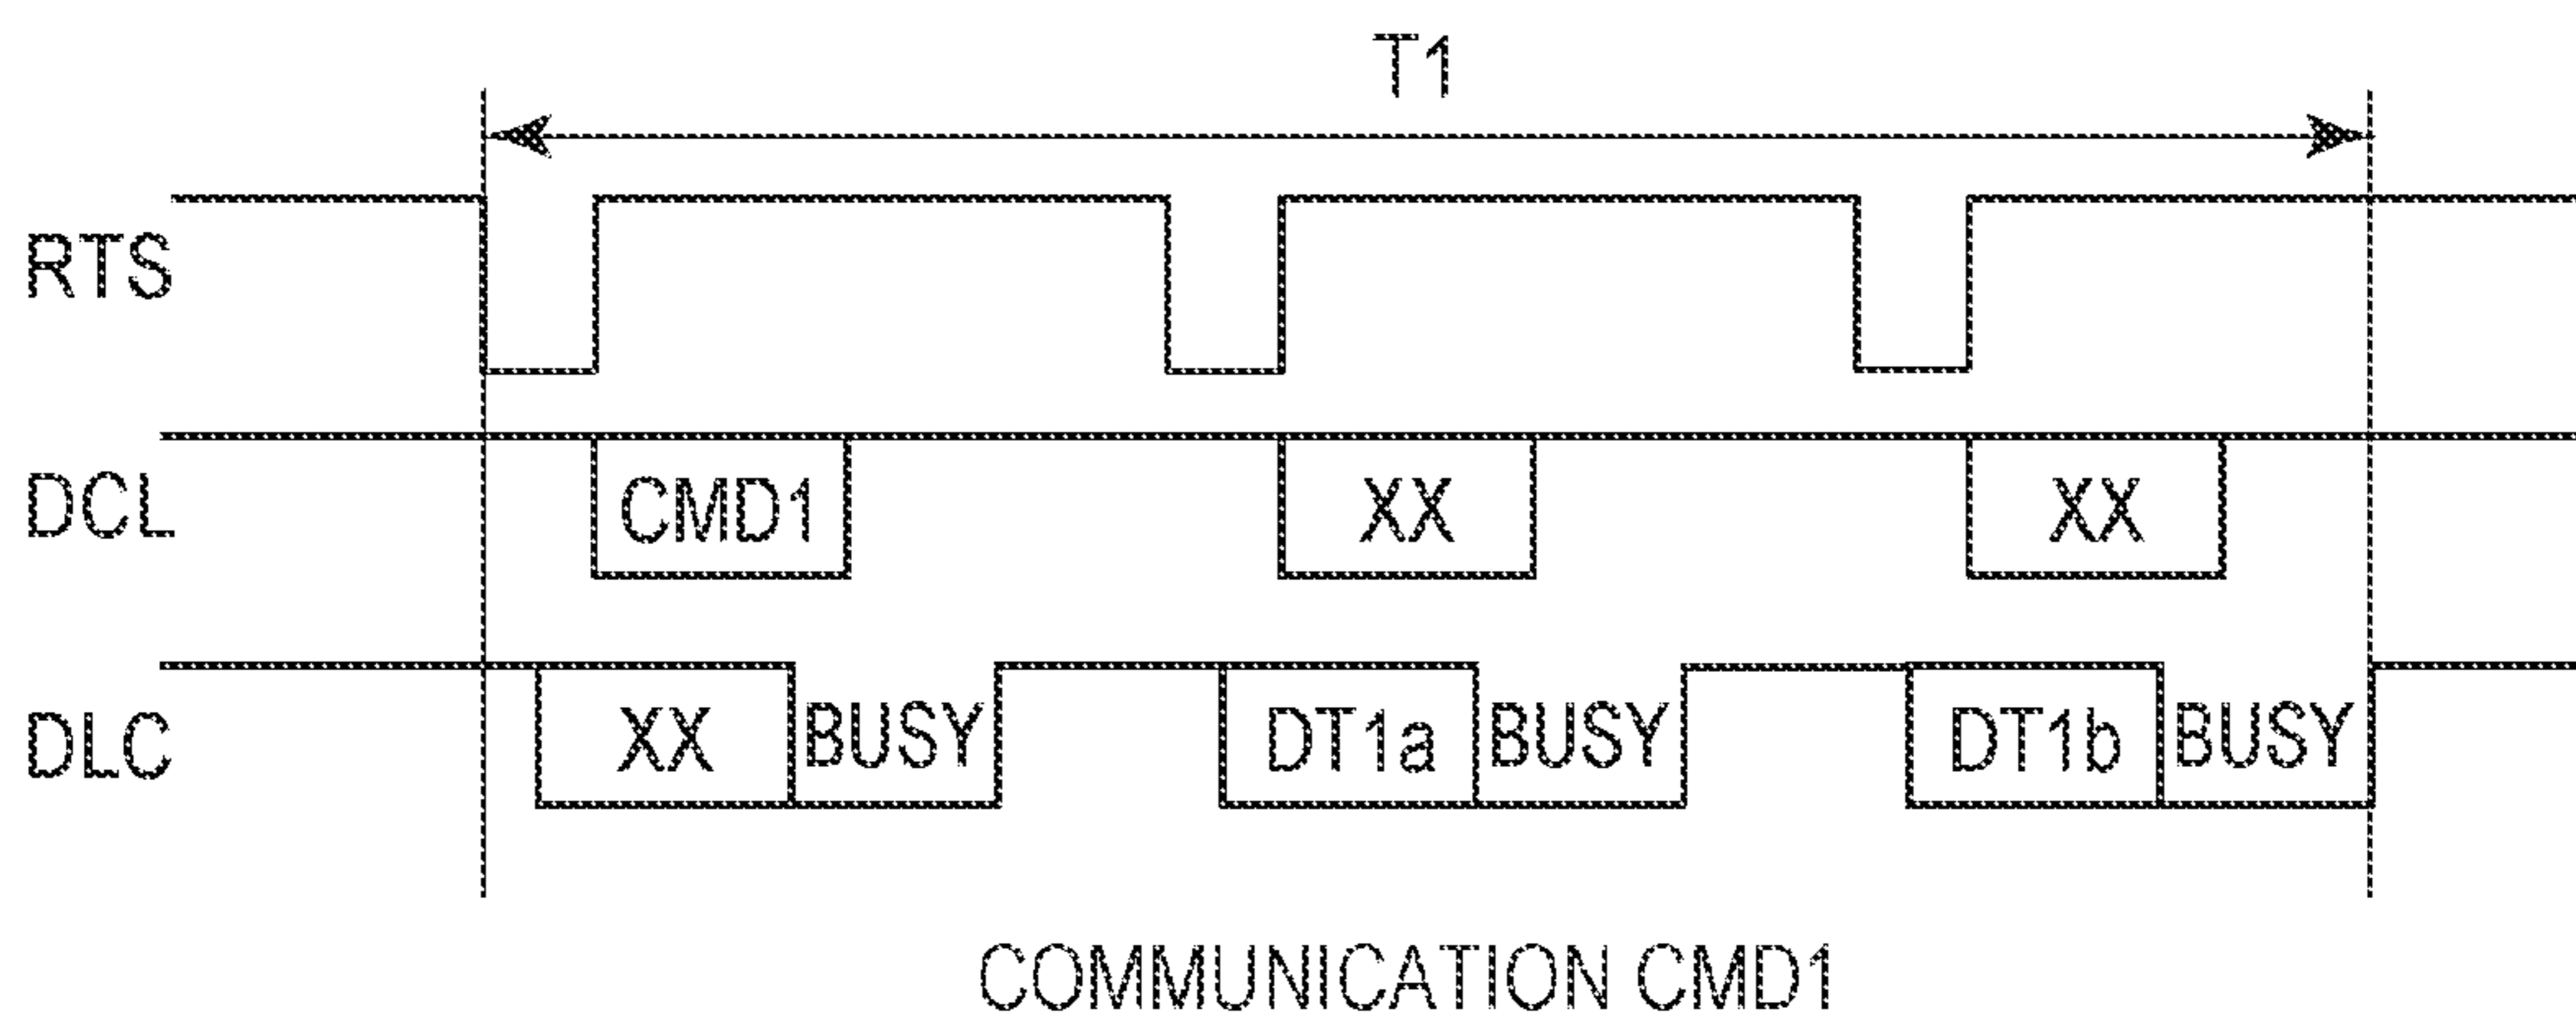 T1
RTS
DCL CMD1 XX XX
DLC XX BUSY DT1a BUSY DT1b BUSY
COMMUNICATION CMD1